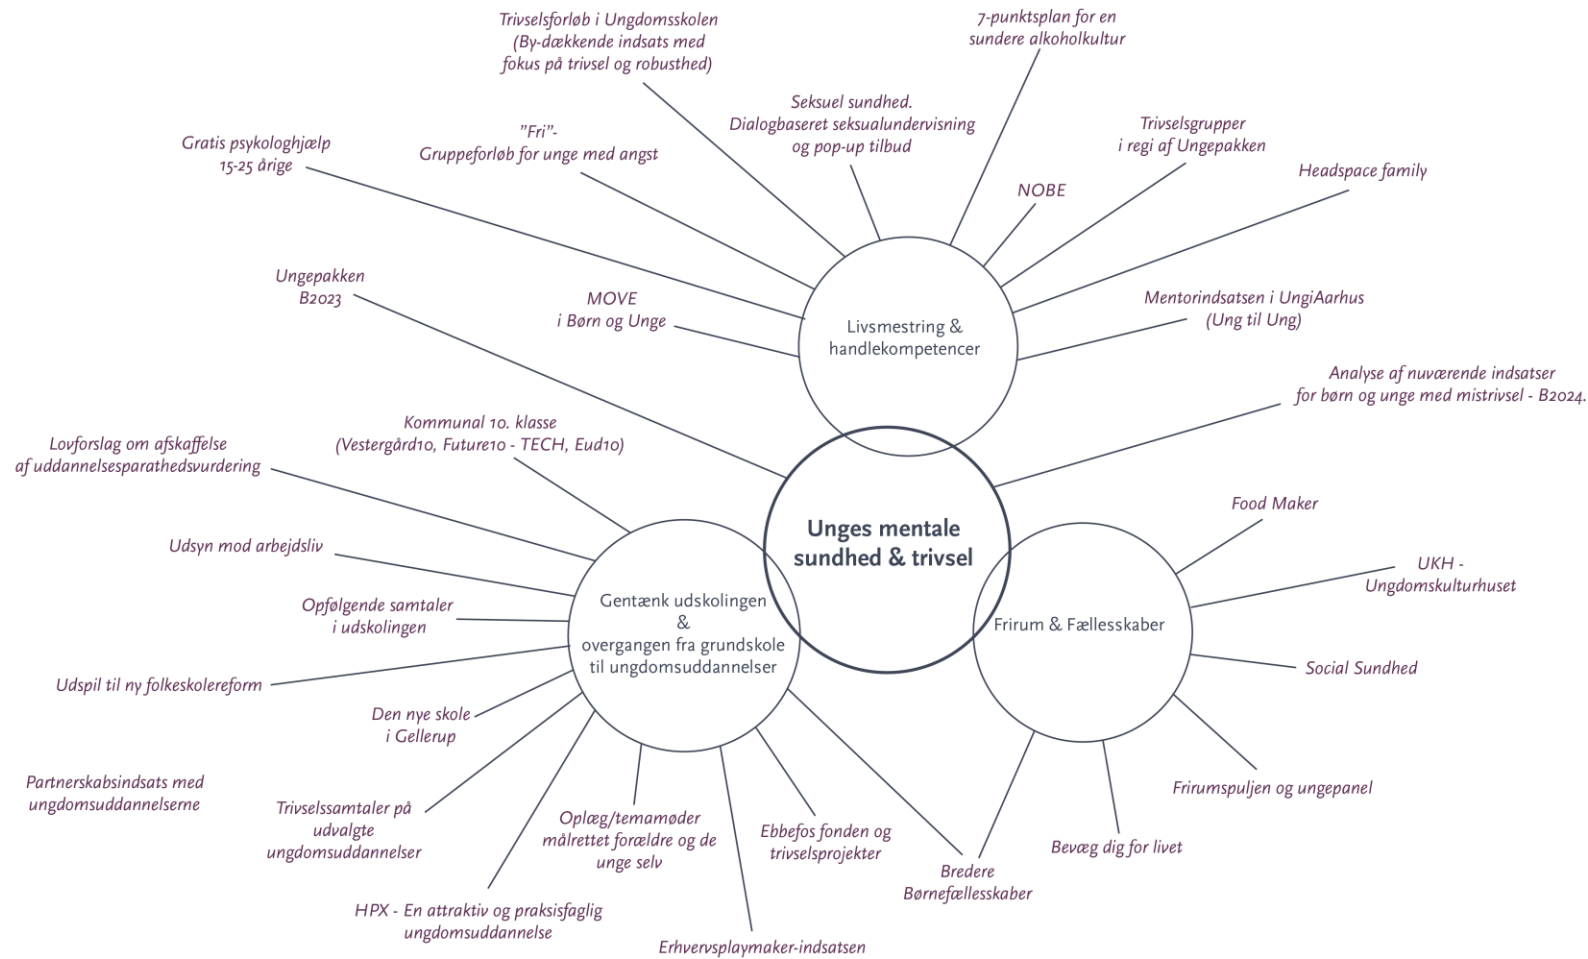 Trivselsforløb i Ungdomsskolen
(By-dækkende indsats med
fokus på trivsel og robusthed)
7-punktsplan for en
sundere alkoholkultur
Seksuel sundhed.
Dialogbaseret seksualundervisning
og pop-up tilbud
"Fri"-
Gruppeforløb for unge med angst
Trivselsgrupper
i regi af Ungepakken
Gratis psykologhjælp
15-25 årige
Headspace family
NOBE
Ungepakken
B2023
MOVE
i Børn og Unge
Mentorindsatsen i UngiAarhus
(Ung til Ung)
Livsmestring &
handlekompetencer
Analyse af nuværende indsatser
for børn og unge med mistrivsel - B2024.
Kommunal 10. klasse
(Vestergård10, Future10 - TECH, Eud10)
Lovforslag om afskaffelse
af uddannelsesparathedsvurdering
Food Maker
Unges mentale
sundhed & trivsel
Udsyn mod arbejdsliv
UKH -
Ungdomskulturhuset
Opfølgende samtaler
i udskolingen
Gentænk udskolingen
&
overgangen fra grundskole
til ungdomsuddannelser
Frirum & Fællesskaber
Social Sundhed
Udspil til ny folkeskolereform
Den nye skole
i Gellerup
Partnerskabsindsats med
ungdomsuddannelserne
Trivselssamtaler på
udvalgte
ungdomsuddannelser
Oplæg/temamøder
målrettet forældre og de
unge selv
Ebbefos fonden og
trivselsprojekter
Frirumspuljen og ungepanel
Bevæg dig for livet
Bredere
Børnefællesskaber
HPX - En attraktiv og praksisfaglig
ungdomsuddannelse
Erhvervsplaymaker-indsatsen